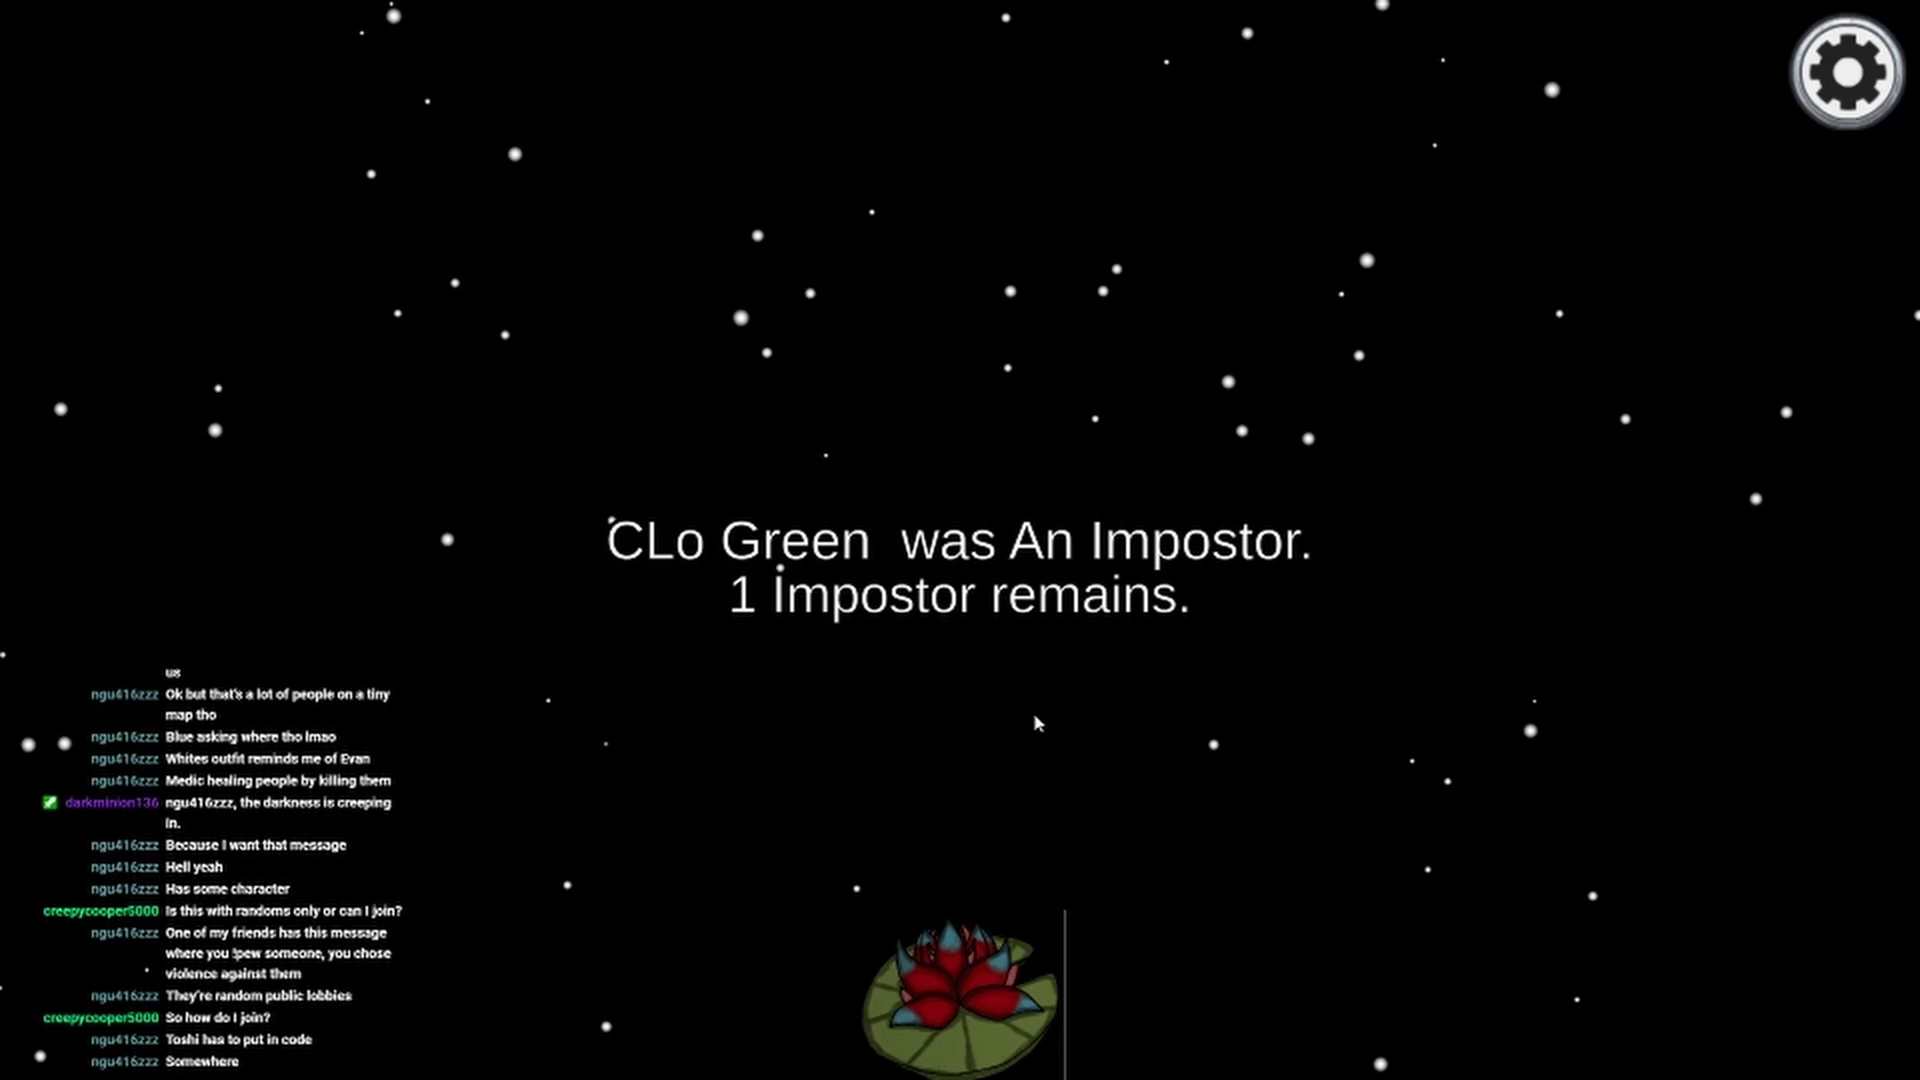 CLo Green  was An Impostor.
1 Impostor remains.
us
ngu416zzz Ok but that's a lot of people on a tiny
map tho
ngu416zzz Blue asking where tho lmao
ngu416zzz Whites outfit reminds me of Evan
ngu416zzz Medic healing people by killing them
darkminion136 ngu416zzz, the darkness is creeping
in.
ngu416zzz Because I want that message
ngu416zzz Hell yeah
ngu416zzz Has some character
creepycooper5000 Is this with randoms only or can I join?
ngu416zzz One of my friends has this message
where you !pew someone, you chose
violence against them
ngu416zzz They're random public lobbies
creepycooper5000 So how do I join?
ngu416zzz Toshi has to put in code
ngu416zzz Somewhere